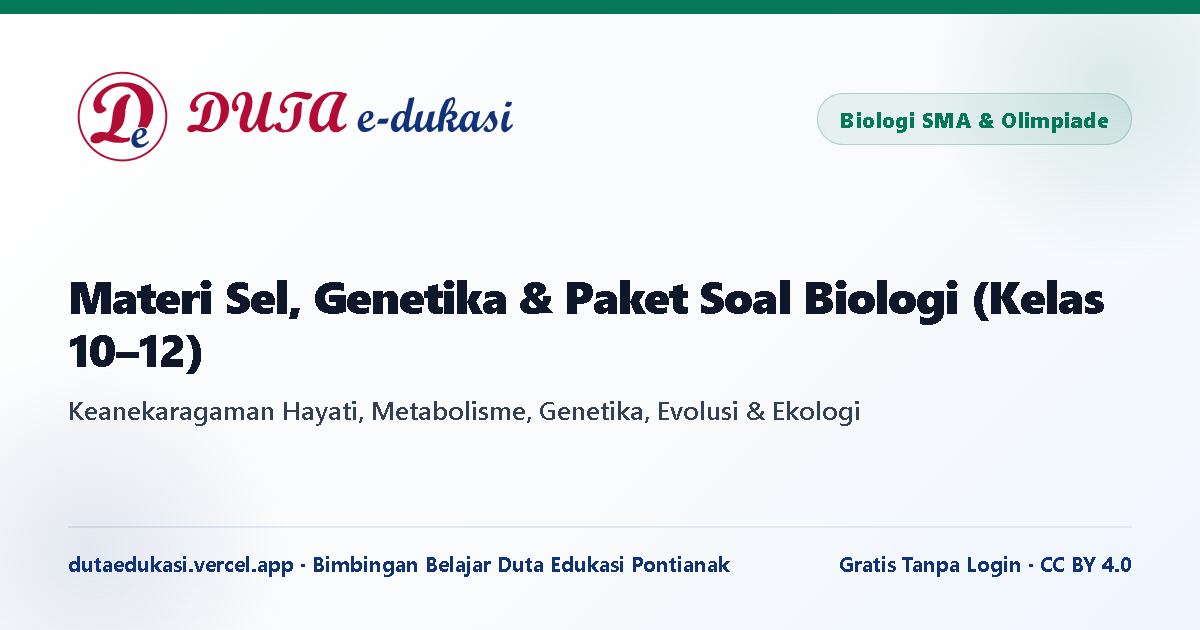 De
DUTA e-dukasi
Biologi SMA & Olimpiade
Materi Sel, Genetika & Paket Soal Biologi (Kelas
10–12)
Keanekaragaman Hayati, Metabolisme, Genetika, Evolusi & Ekologi
dutaedukasi.vercel.app · Bimbingan Belajar Duta Edukasi Pontianak
Gratis Tanpa Login · CC BY 4.0